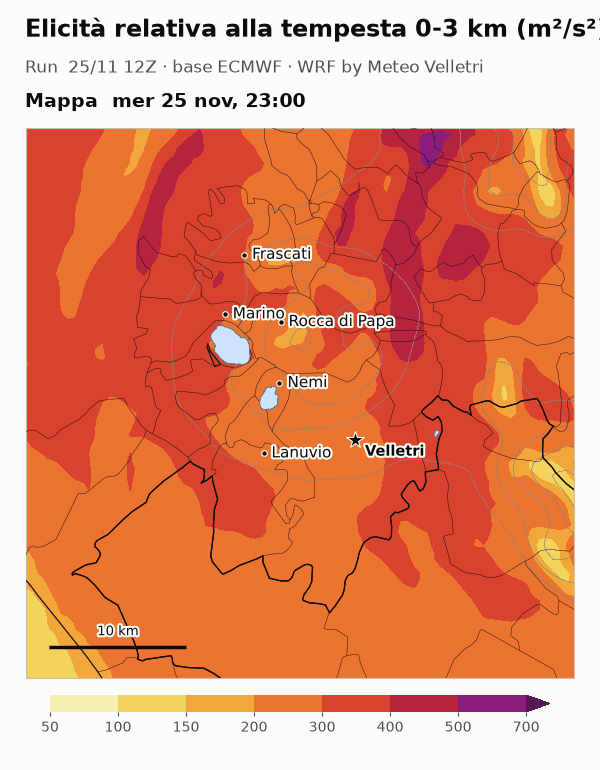 Elicità relativa alla tempesta 0-3 km (m²/s²)
Run 25/11 12Z · base ECMWF · WRF by Meteo Velletri
Mappa mer 25 nov, 23:00
Frascati
Marino
Rocca di Papa
Nemi
Lanuvio
Velletri
10 km
50 100 150 200 300 400 500 700